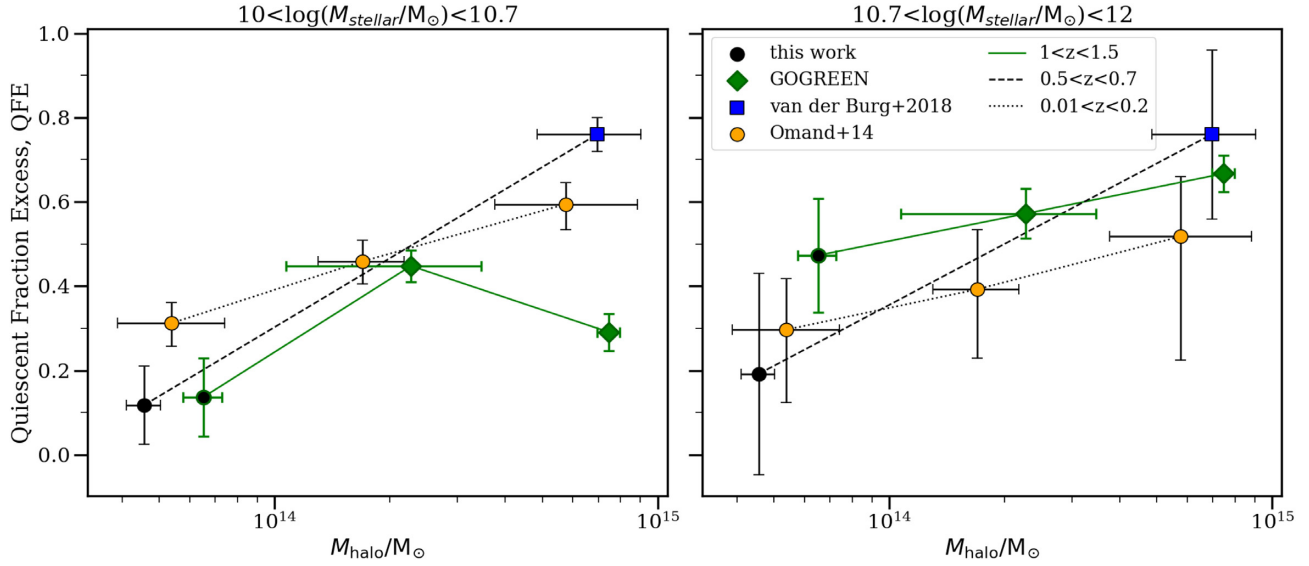 10<log(M_stellar/M⊙)<10.7
10.7<log(M_stellar/M⊙)<12
Quiescent Fraction Excess, QFE
1.0
0.8
0.6
0.4
0.2
0.0
this work
GOGREEN
van der Burg+2018
Omand+14
1<z<1.5
0.5<z<0.7
0.01<z<0.2
10^14
10^15
10^14
10^15
M_halo/M⊙
M_halo/M⊙